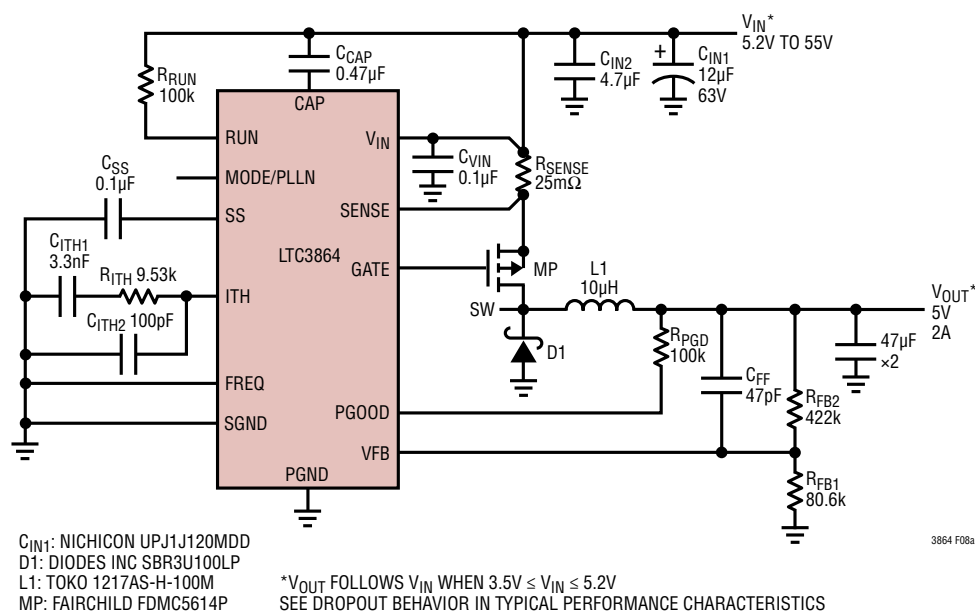 VIN*
5.2V TO 55V
CCAP
0.47µF
CIN2
4.7µF
+
CIN1
12µF
63V
RRUN
100k
CAP
RUN
VIN
CVIN
0.1µF
RSENSE
25mΩ
CSS
0.1µF
MODE/PLLN
SS
SENSE
LTC3864
CITH1
3.3nF
RITH 9.53k
ITH
GATE
MP
L1
10µH
SW
VOUT*
5V
2A
CITH2 100pF
D1
RPGD
100k
47µF
×2
CFF
47pF
RFB2
422k
FREQ
PGOOD
SGND
VFB
PGND
RFB1
80.6k
CIN1: NICHICON UPJ1J120MDD
D1: DIODES INC SBR3U100LP
L1: TOKO 1217AS-H-100M
MP: FAIRCHILD FDMC5614P
*VOUT FOLLOWS VIN WHEN 3.5V ≤ VIN ≤ 5.2V
SEE DROPOUT BEHAVIOR IN TYPICAL PERFORMANCE CHARACTERISTICS
3864 F08a